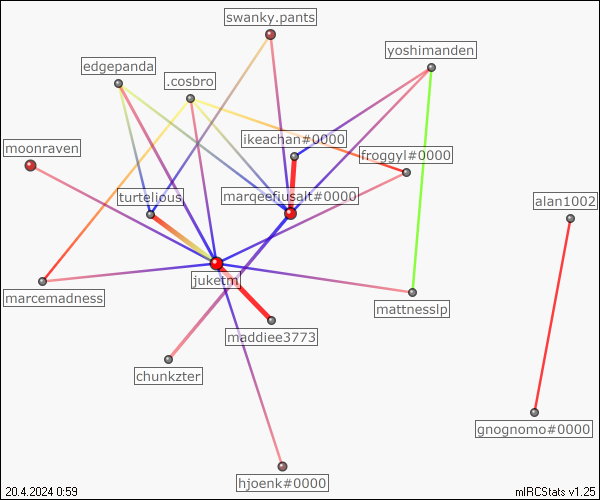 swanky.pants
yoshimanden
edgepanda
.cosbro
ikeachan#0000
moonraven
froggyl#0000
turtelious
marqeefiusalt#0000
alan1002
juketm
marcemadness
mattnesslp
maddiee3773
chunkzter
gnognomo#0000
hjoenk#0000
20.4.2024 0:59
mIRCStats v1.25